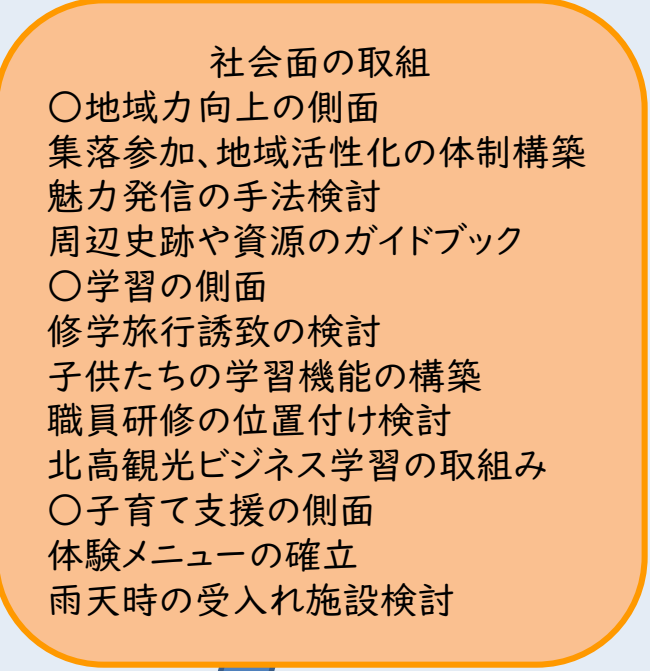 社会面の取組
〇地域力向上の側面
集落参加、地域活性化の体制構築
魅力発信の手法検討
周辺史跡や資源のガイドブック
〇学習の側面
修学旅行誘致の検討
子供たちの学習機能の構築
職員研修の位置付け検討
北高観光ビジネス学習の取組み
〇子育て支援の側面
体験メニューの確立
雨天時の受入れ施設検討